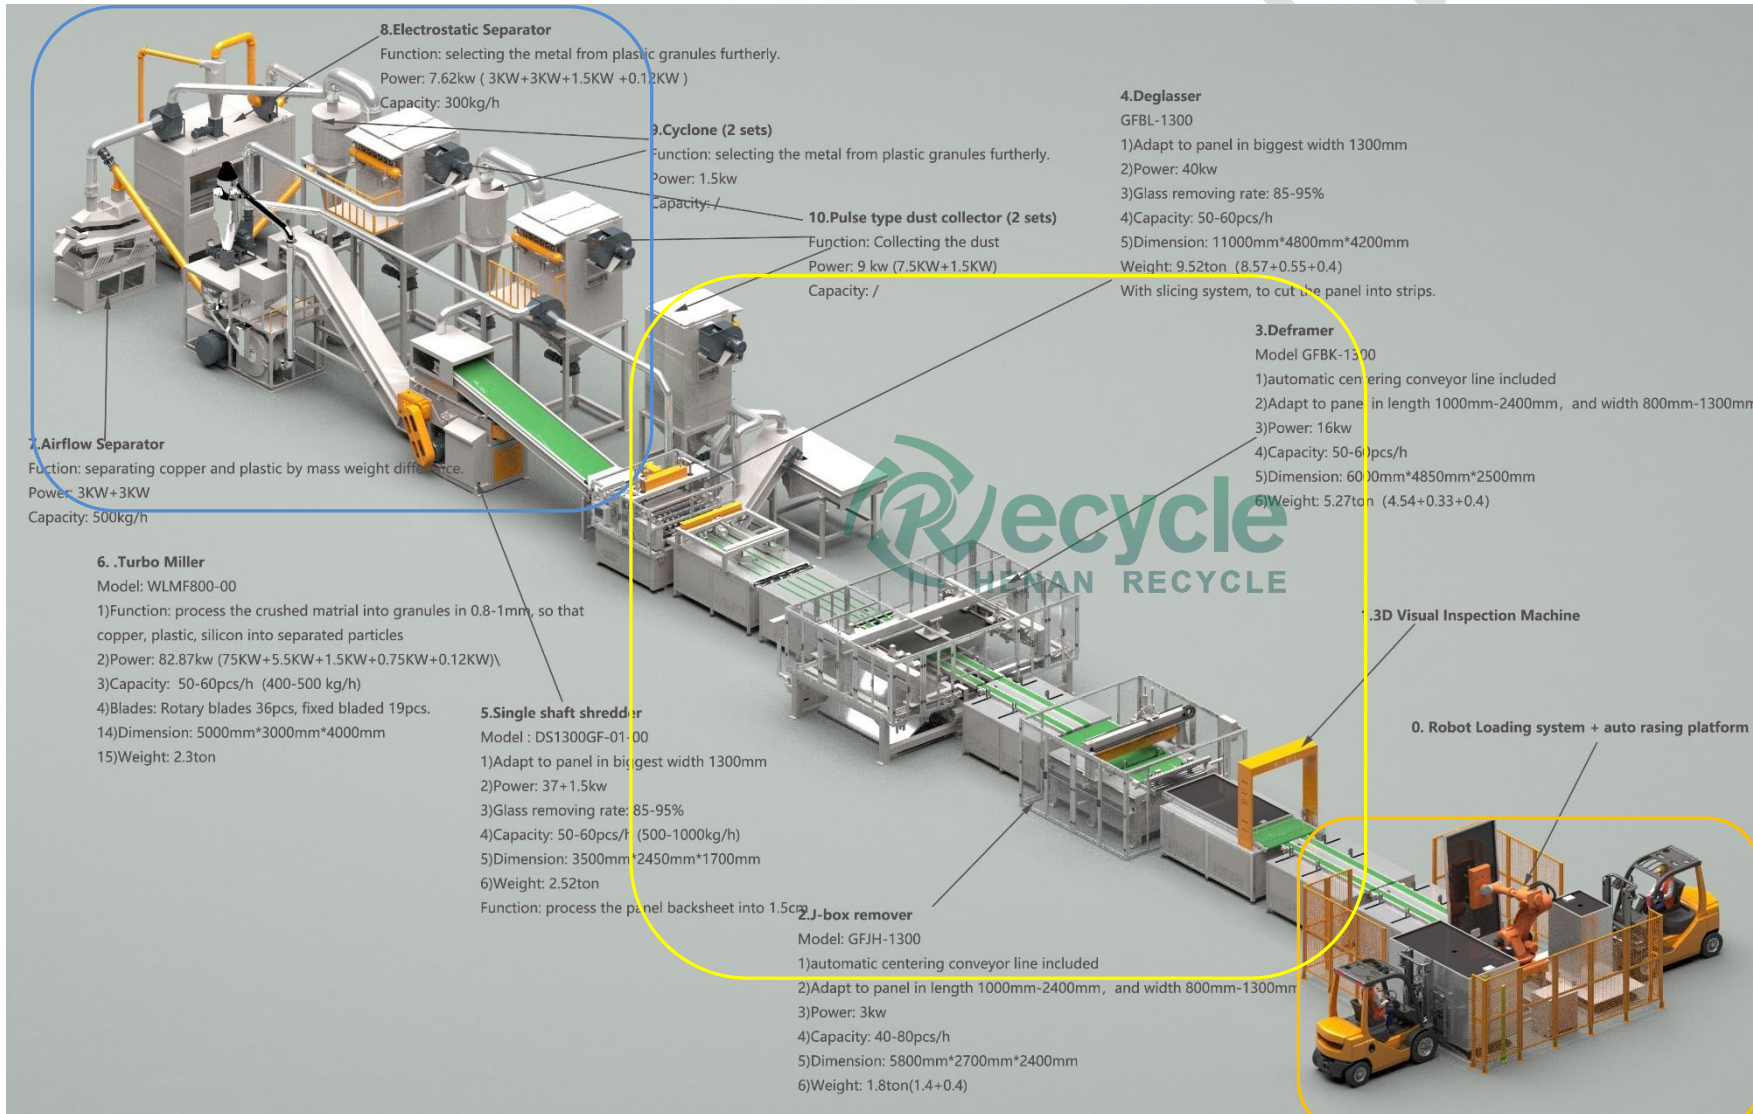 8.Electrostatic Separator
Function: selecting the metal from plastic granules furtherly.
Power: 7.62kw ( 3KW+3KW+1.5KW +0.12KW )
Capacity: 300kg/h
9.Cyclone (2 sets)
Function: selecting the metal from plastic granules furtherly.
Power: 1.5kw
Capacity: /
10.Pulse type dust collector (2 sets)
Function: Collecting the dust
Power: 9 kw (7.5KW+1.5KW)
Capacity: /
4.Deglasser
GFBL-1300
1)Adapt to panel in biggest width 1300mm
2)Power: 40kw
3)Glass removing rate: 85-95%
4)Capacity: 50-60pcs/h
5)Dimension: 11000mm*4800mm*4200mm
Weight: 9.52ton (8.57+0.55+0.4)
With slicing system, to cut the panel into strips.
3.Deframer
Model GFBK-1300
1)automatic centering conveyor line included
2)Adapt to panel in length 1000mm-2400mm, and width 800mm-1300mm
3)Power: 16kw
4)Capacity: 50-60pcs/h
5)Dimension: 6000mm*4850mm*2500mm
6)Weight: 5.27ton (4.54+0.33+0.4)
7.Airflow Separator
Fuction: separating copper and plastic by mass weight difference.
Power: 3KW+3KW
Capacity: 500kg/h
Recycle
HENAN RECYCLE
6. .Turbo Miller
Model: WLMF800-00
1)Function: process the crushed matrial into granules in 0.8-1mm, so that
copper, plastic, silicon into separated particles
2)Power: 82.87kw (75KW+5.5KW+1.5KW+0.75KW+0.12KW)\
3)Capacity: 50-60pcs/h (400-500 kg/h)
4)Blades: Rotary blades 36pcs, fixed bladed 19pcs.
14)Dimension: 5000mm*3000mm*4000mm
15)Weight: 2.3ton
1.3D Visual Inspection Machine
0. Robot Loading system + auto rasing platform
5.Single shaft shredder
Model : DS1300GF-01-00
1)Adapt to panel in biggest width 1300mm
2)Power: 37+1.5kw
3)Glass removing rate: 85-95%
4)Capacity: 50-60pcs/h (500-1000kg/h)
5)Dimension: 3500mm*2450mm*1700mm
6)Weight: 2.52ton
Function: process the panel backsheet into 1.5cm
2.J-box remover
Model: GFJH-1300
1)automatic centering conveyor line included
2)Adapt to panel in length 1000mm-2400mm, and width 800mm-1300mm
3)Power: 3kw
4)Capacity: 40-80pcs/h
5)Dimension: 5800mm*2700mm*2400mm
6)Weight: 1.8ton(1.4+0.4)